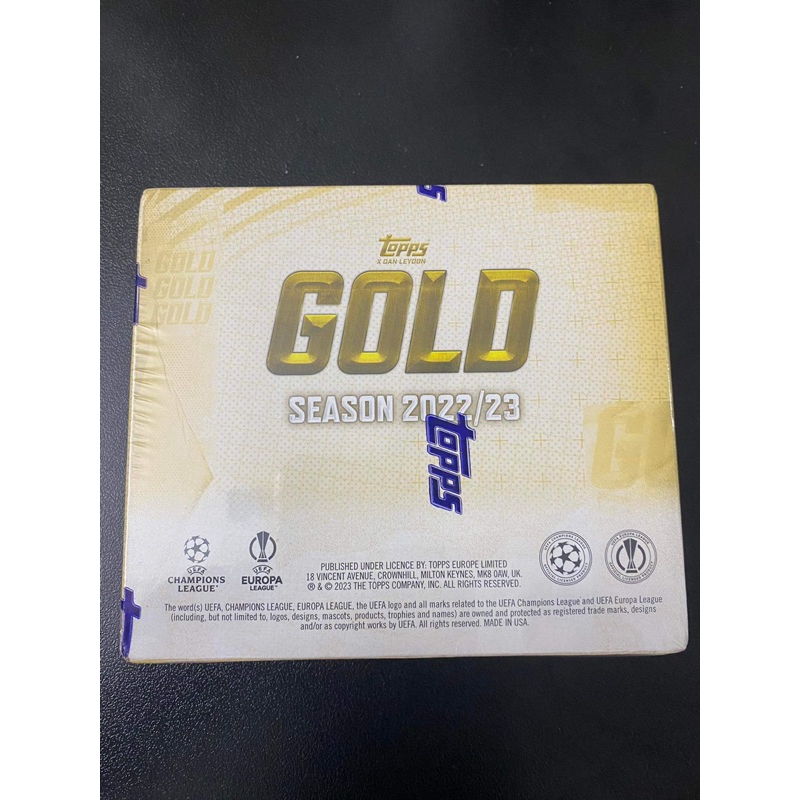 topps
X DAN LEYDON
GOLD
GOLD
GOLD
GOLD
SEASON 2022/23
topps
GO
UEFA
CHAMPIONS
LEAGUE
UEFA
EUROPA
LEAGUE
PUBLISHED UNDER LICENCE BY: TOPPS EUROPE LIMITED
18 VINCENT AVENUE, CROWNHILL, MILTON KEYNES, MK8 0AW, UK.
® & © 2023 THE TOPPS COMPANY, INC. ALL RIGHTS RESERVED.
The word(s) UEFA, CHAMPIONS LEAGUE, EUROPA LEAGUE, the UEFA logo and all marks related to the UEFA Champions League and UEFA Europa League
(including, but not limited to, logos, designs, mascots, products, trophies and names) are owned and protected as registered trade marks, designs
and/or as copyright works by UEFA. All rights reserved. MADE IN USA.